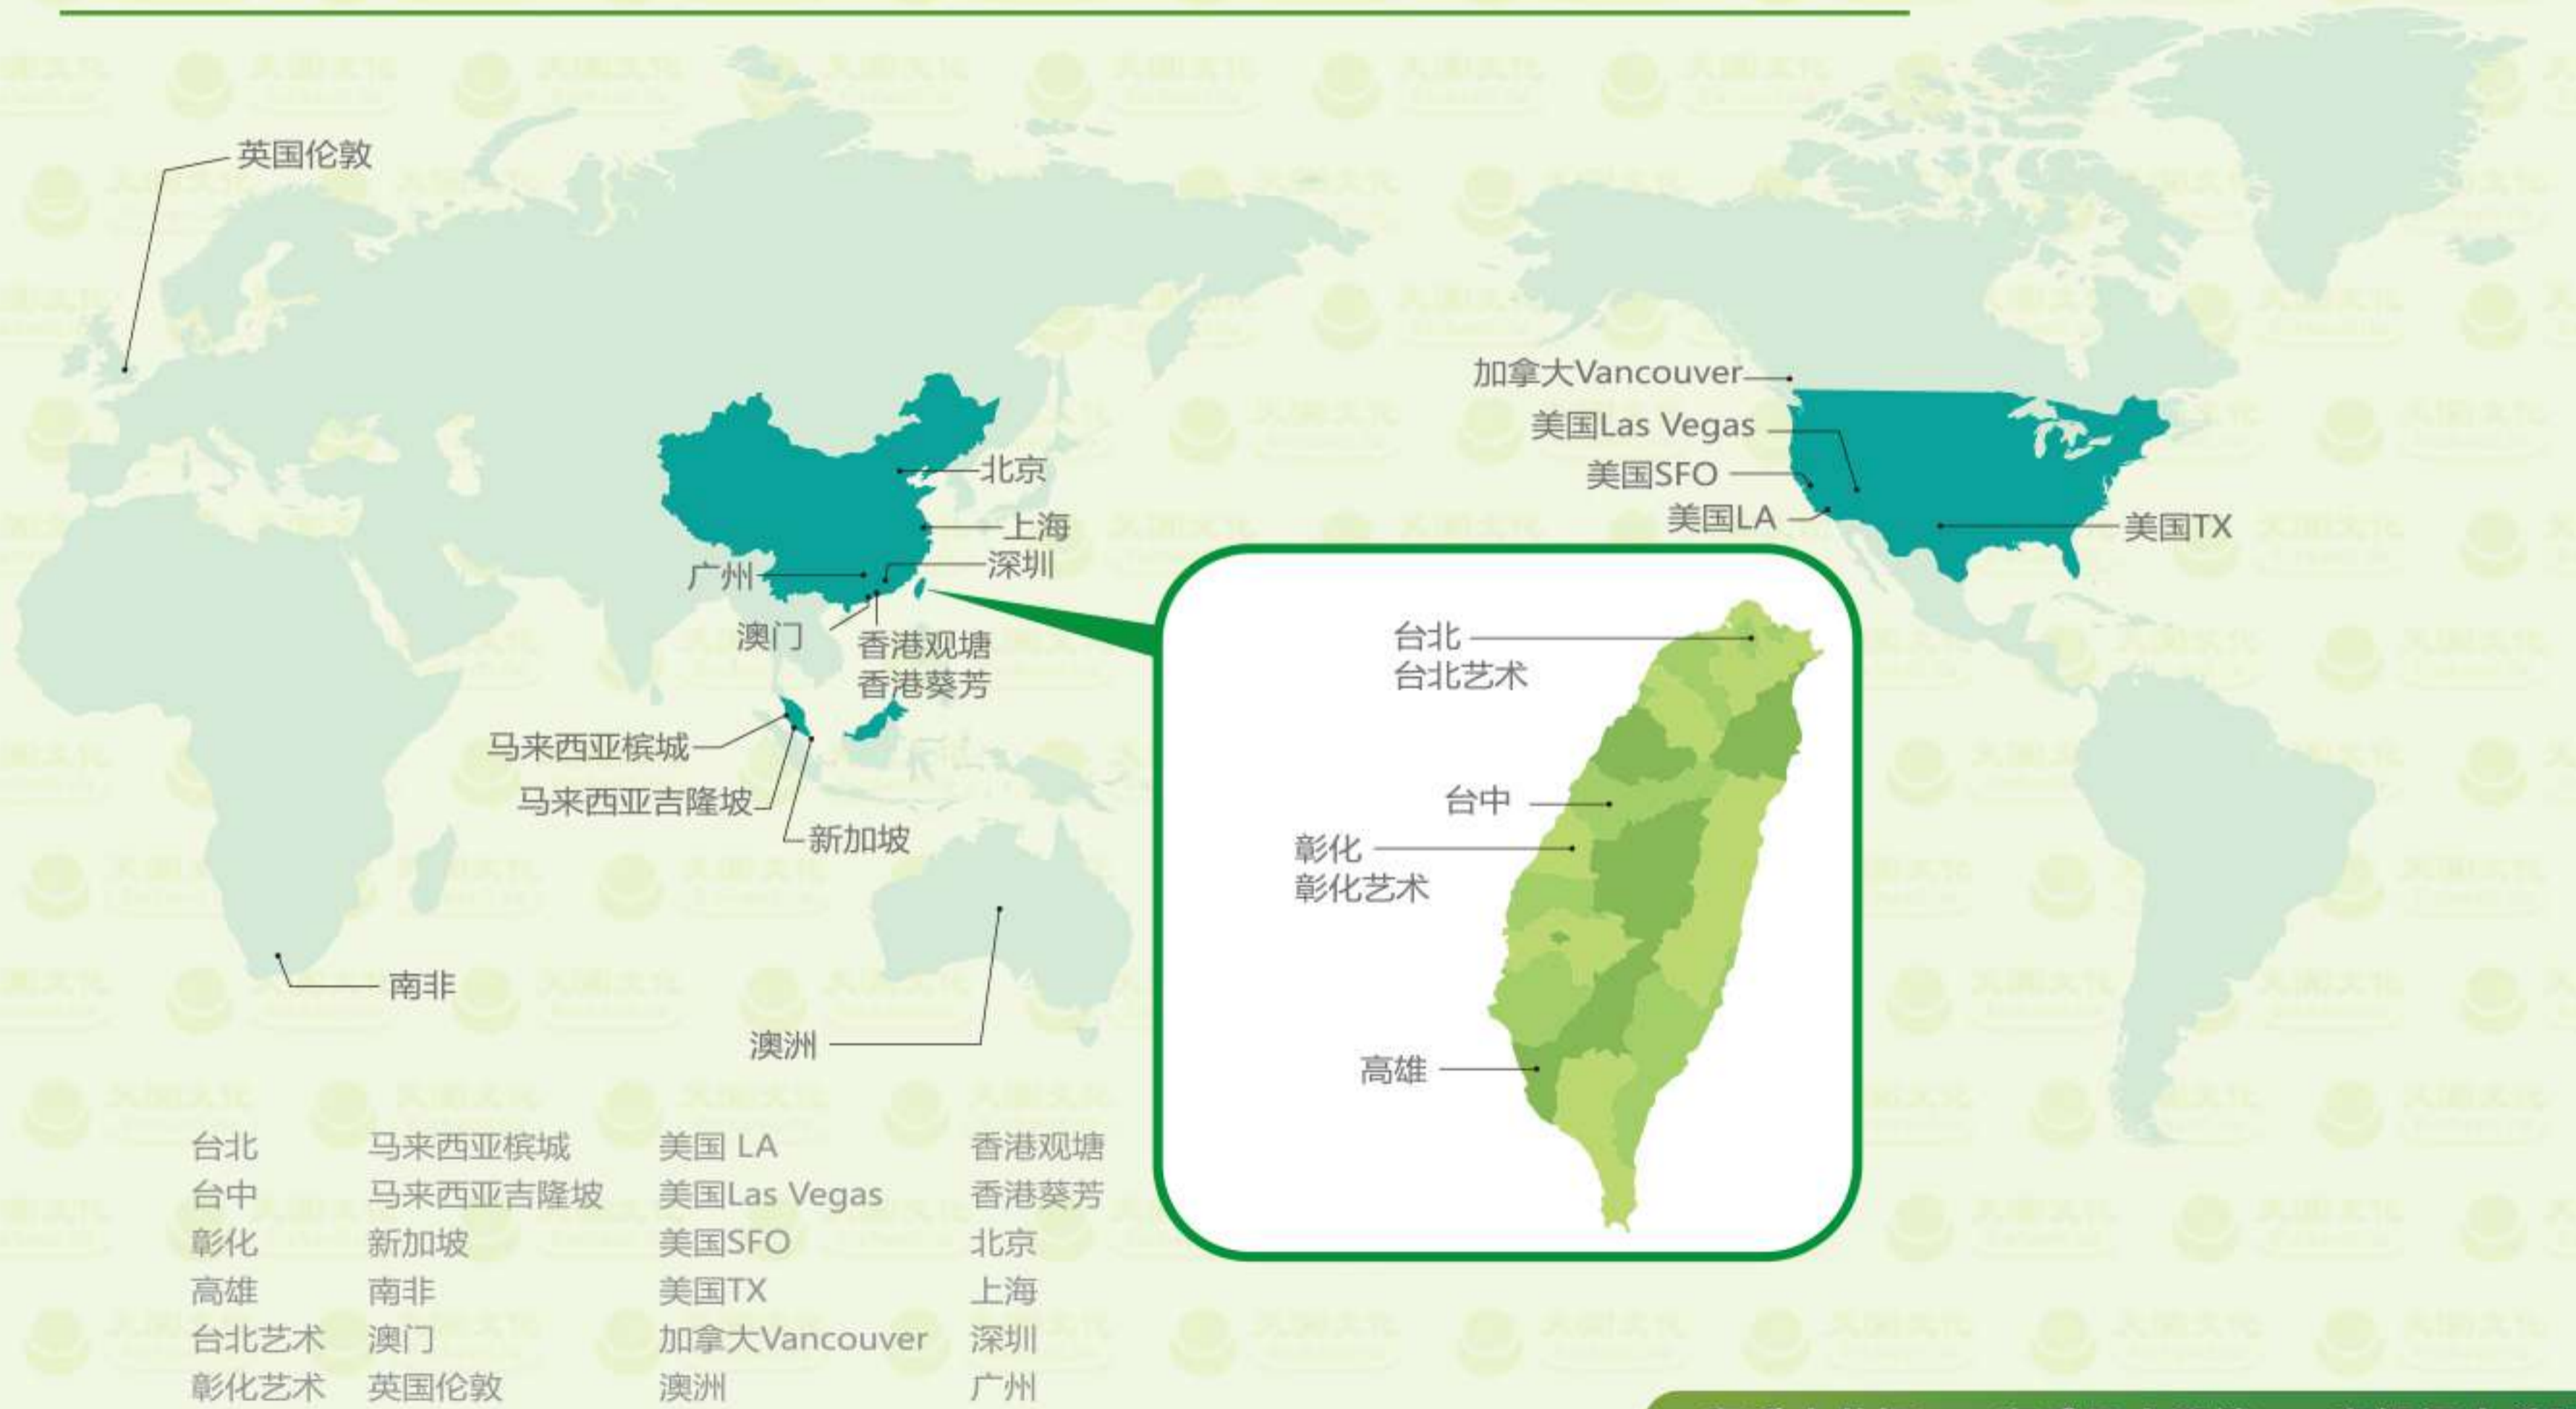 英国伦敦
加拿大Vancouver
美国Las Vegas
北京
美国SFO
美国LA
上海
美国TX
深圳
广州
澳门
香港观塘
香港葵芳
台北
台北艺术
马来西亚槟城
马来西亚吉隆坡
台中
新加坡
彰化
彰化艺术
南非
澳洲
高雄
台北 马来西亚槟城 美国 LA 香港观塘
台中 马来西亚吉隆坡 美国Las Vegas 香港葵芳
彰化 新加坡 美国SFO 北京
高雄 南非 美国TX 上海
台北艺术 澳门 加拿大Vancouver 深圳
彰化艺术 英国伦敦 澳洲 广州